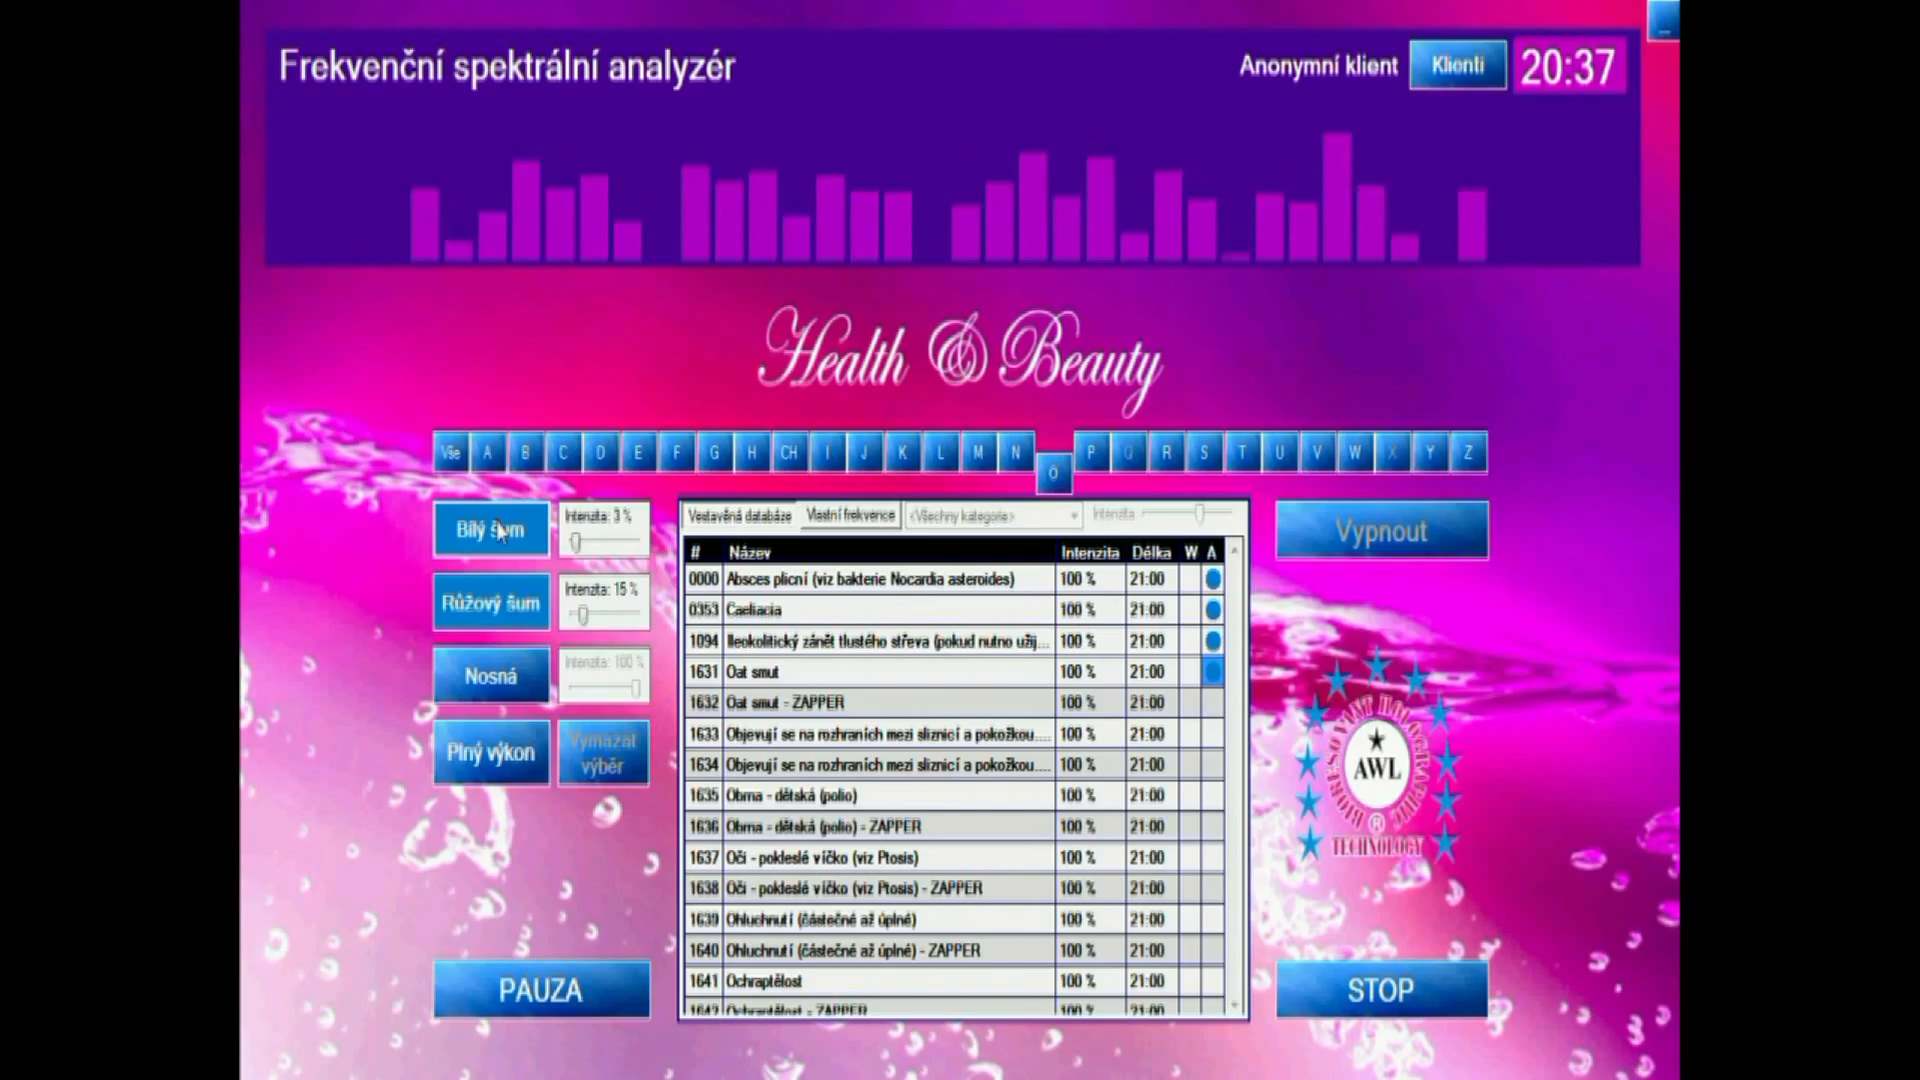 Frekvenční spektrální analyzér
Anonymní klient Klienti 20:37
Health & Beauty
Vše A B C D E F G H CH I J K L M N O P Q R S T U V W X Y Z
Bílý šum Intenzita: 3 %
Růžový šum Intenzita: 15 %
Nosná Intenzita: 100 %
Plný výkon Vymazat výběr
PAUZA
Vestavěná databáze Vlastní frekvence <Všechny kategorie> Intenzita:
# Název Intenzita Délka W A
0000 Absces plicní (viz bakterie Nocardia asteroides) 100 % 21:00
0353 Caeliacia 100 % 21:00
1094 Ileokolitický zánět tlustého střeva (pokud nutno užij... 100 % 21:00
1631 Oat smut 100 % 21:00
1632 Oat smut - ZAPPER 100 % 21:00
1633 Objevují se na rozhraních mezi sliznicí a pokožkou.... 100 % 21:00
1634 Objevují se na rozhraních mezi sliznicí a pokožkou.... 100 % 21:00
1635 Obrna - dětská (polio) 100 % 21:00
1636 Obrna - dětská (polio) - ZAPPER 100 % 21:00
1637 Oči - pokleslé víčko (viz Ptosis) 100 % 21:00
1638 Oči - pokleslé víčko (viz Ptosis) - ZAPPER 100 % 21:00
1639 Ohluchnutí (částečné až úplné) 100 % 21:00
1640 Ohluchnutí (částečné až úplné) - ZAPPER 100 % 21:00
1641 Ochraptělost 100 % 21:00
1642 Ochraptělost - ZAPPER 100 % 21:00
Vypnout
BIORESONANT HOLOGRAPHIC
AWL
®
TECHNOLOGY
STOP